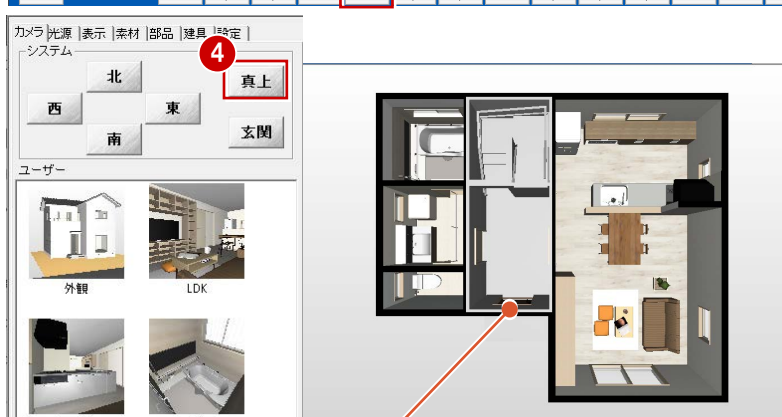 カメラ|光源|表示|素材|部品|建具|設定|
システム
4
北
真上
西
東
南
玄関
ユーザー
外観
LDK